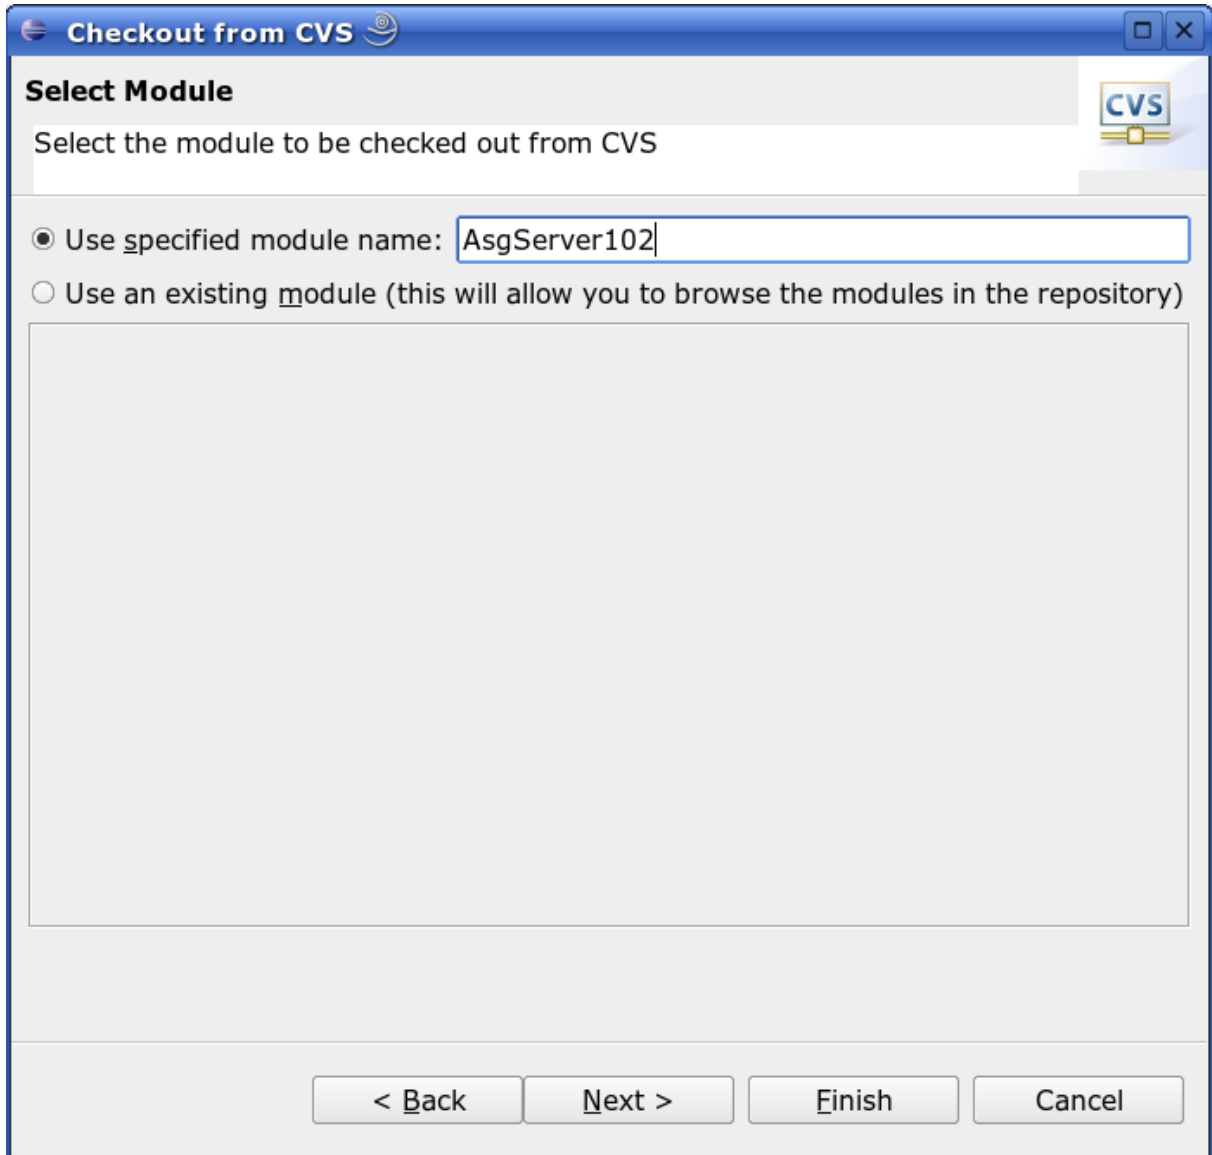 Checkout from CVS
Select Module
CVS
Select the module to be checked out from CVS
Use specified module name: AsgServer102
Use an existing module (this will allow you to browse the modules in the repository)
< Back Next > Finish Cancel